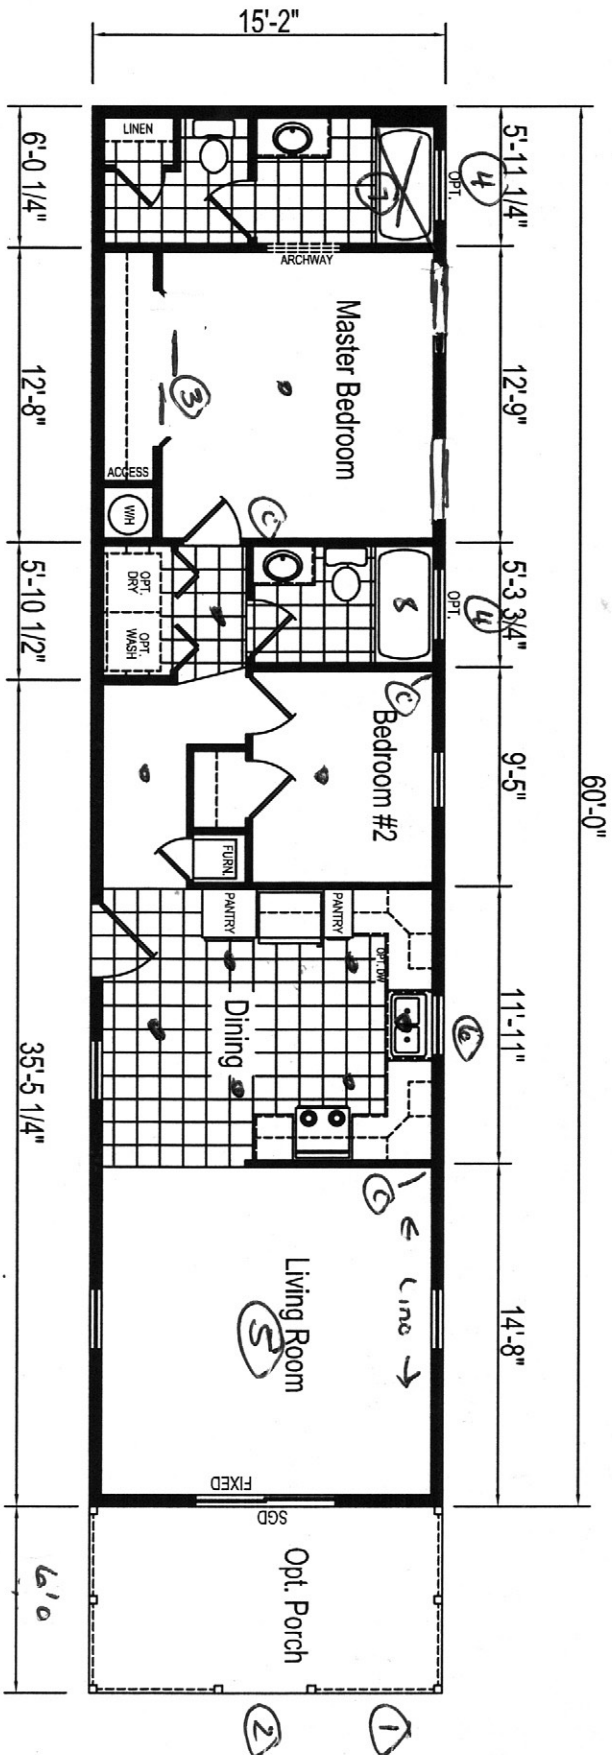 15'-2"
60'-0"
5'-11 1/4"
12'-9"
5'-3 3/4"
9'-5"
11'-11"
14'-8"
4
OPT.
4
OPT.
6
LINEN
7
ARCHWAY
Master Bedroom
3
ACCESS
W/H
C
OPT. DRY
OPT. WASH
8
C
Bedroom #2
FURN.
PANTRY
PANTRY
OPT. DW
Dining
C
← Lino →
Living Room
5
FIXED
SGD
Opt. Porch
1
2
6'-0 1/4"
12'-8"
5'-10 1/2"
35'-5 1/4"
6'0